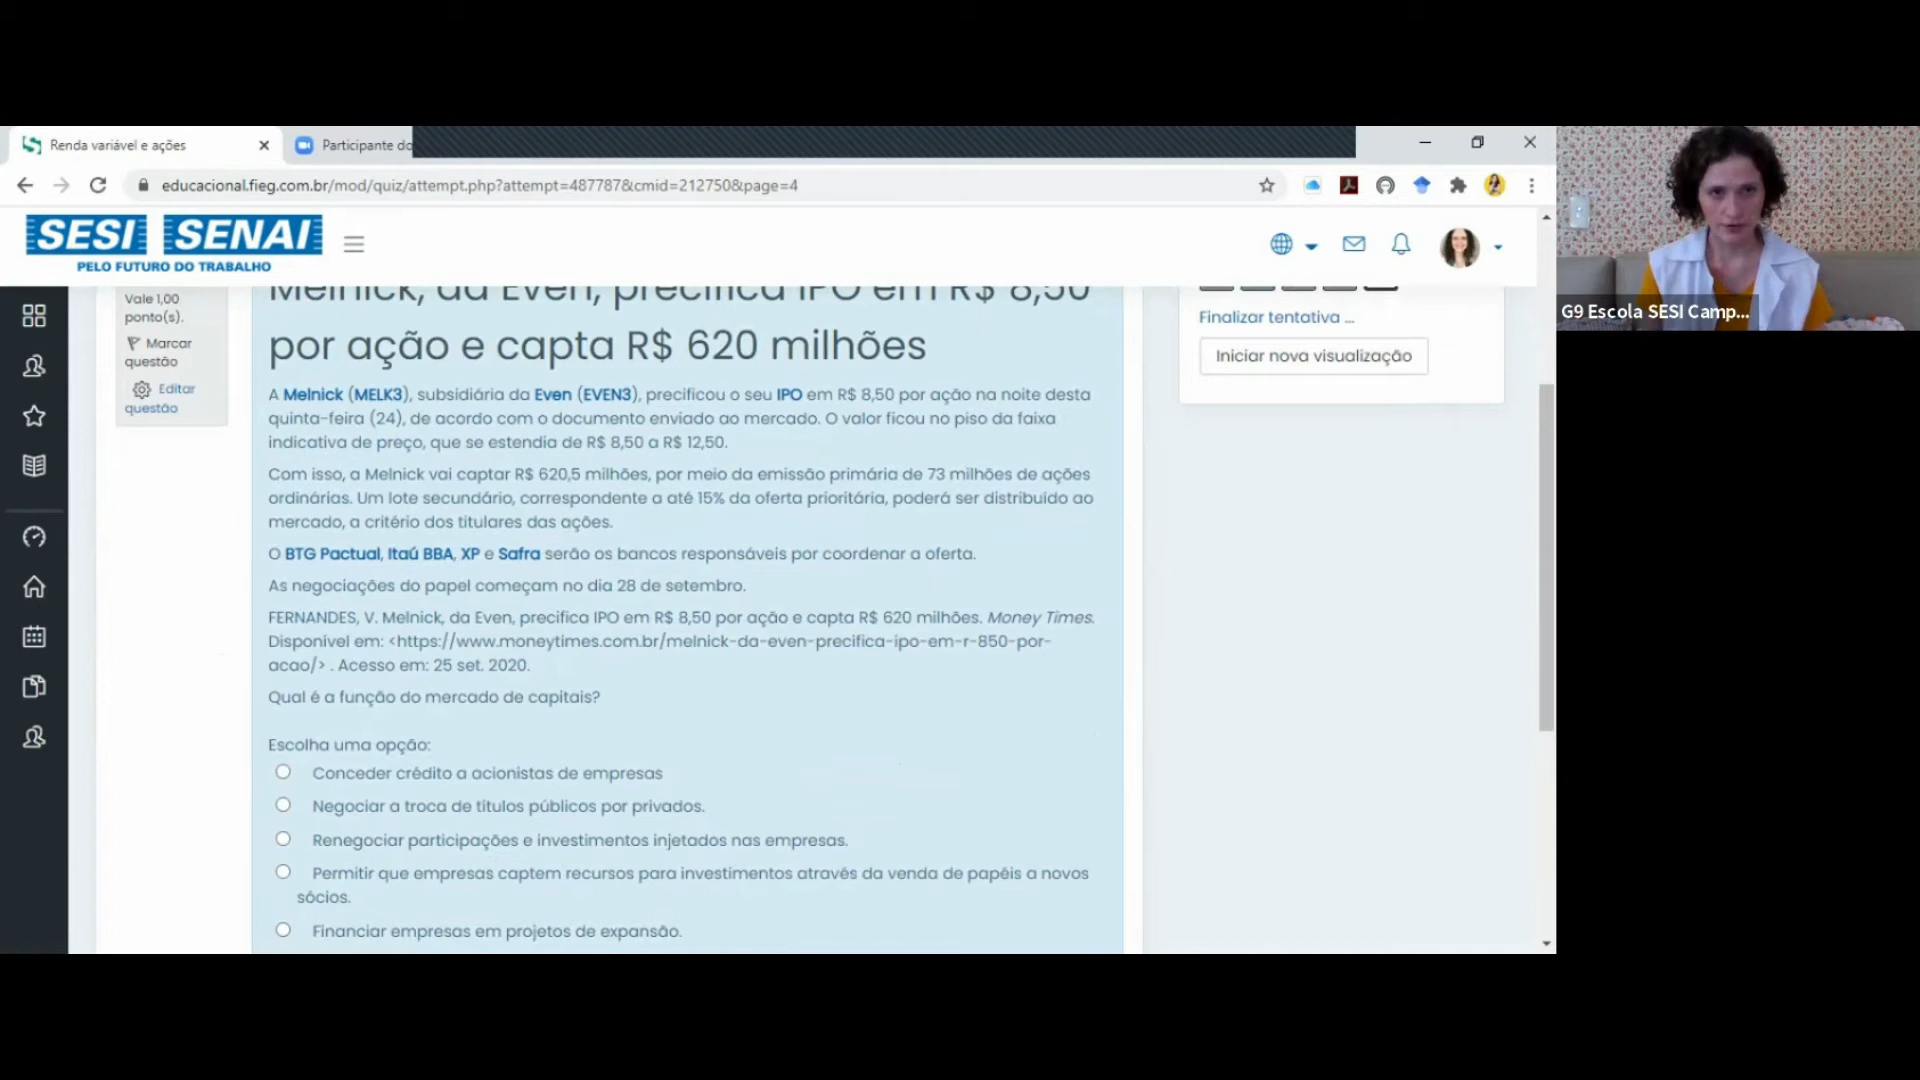 Renda variável e ações
Participante do
educacional.fieg.com.br/mod/quiz/attempt.php?attempt=487787&cmid=212750&page=4
SESI SENAI
PELO FUTURO DO TRABALHO
G9 Escola SESI Camp...
Vale 1,00
ponto(s).
Marcar
questão
Editar
questão
Melnick, da Even, precifica IPO em R$ 8,50
por ação e capta R$ 620 milhões
A Melnick (MELK3), subsidiária da Even (EVEN3), precificou o seu IPO em R$ 8,50 por ação na noite desta
quinta-feira (24), de acordo com o documento enviado ao mercado. O valor ficou no piso da faixa
indicativa de preço, que se estendia de R$ 8,50 a R$ 12,50.
Com isso, a Melnick vai captar R$ 620,5 milhões, por meio da emissão primária de 73 milhões de ações
ordinárias. Um lote secundário, correspondente a até 15% da oferta prioritária, poderá ser distribuído ao
mercado, a critério dos titulares das ações.
O BTG Pactual, Itaú BBA, XP e Safra serão os bancos responsáveis por coordenar a oferta.
As negociações do papel começam no dia 28 de setembro.
FERNANDES, V. Melnick, da Even, precifica IPO em R$ 8,50 por ação e capta R$ 620 milhões. Money Times.
Disponível em: <https://www.moneytimes.com.br/melnick-da-even-precifica-ipo-em-r-850-por-
acao/> . Acesso em: 25 set. 2020.
Qual é a função do mercado de capitais?
Escolha uma opção:
Conceder crédito a acionistas de empresas
Negociar a troca de títulos públicos por privados.
Renegociar participações e investimentos injetados nas empresas.
Permitir que empresas captem recursos para investimentos através da venda de papéis a novos
sócios.
Financiar empresas em projetos de expansão.
Finalizar tentativa ...
Iniciar nova visualização